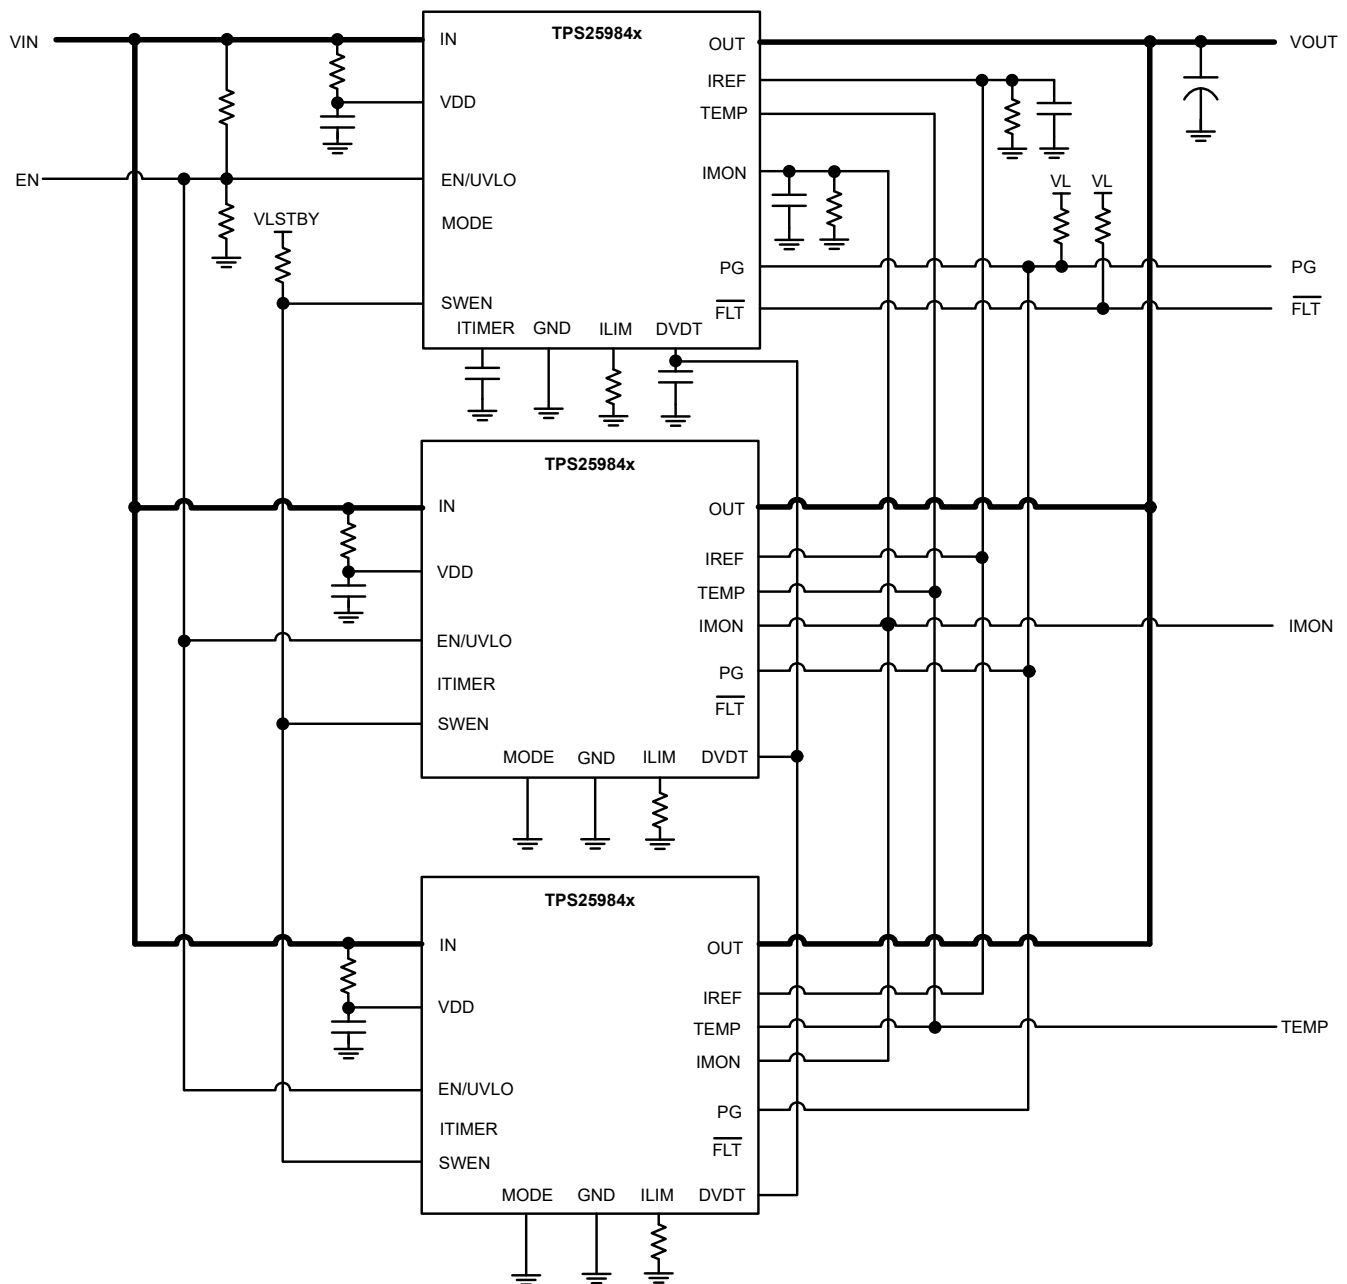 TPS25984x
VIN
IN
OUT
VOUT
IREF
VDD
TEMP
EN
EN/UVLO
IMON
VL
VL
VLSTBY
MODE
PG
PG
SWEN
FLT
FLT
ITIMER
GND
ILIM
DVDT
TPS25984x
IN
OUT
IREF
VDD
TEMP
EN/UVLO
IMON
IMON
ITIMER
PG
FLT
SWEN
MODE
GND
ILIM
DVDT
TPS25984x
IN
OUT
IREF
VDD
TEMP
TEMP
IMON
EN/UVLO
PG
ITIMER
FLT
SWEN
MODE
GND
ILIM
DVDT